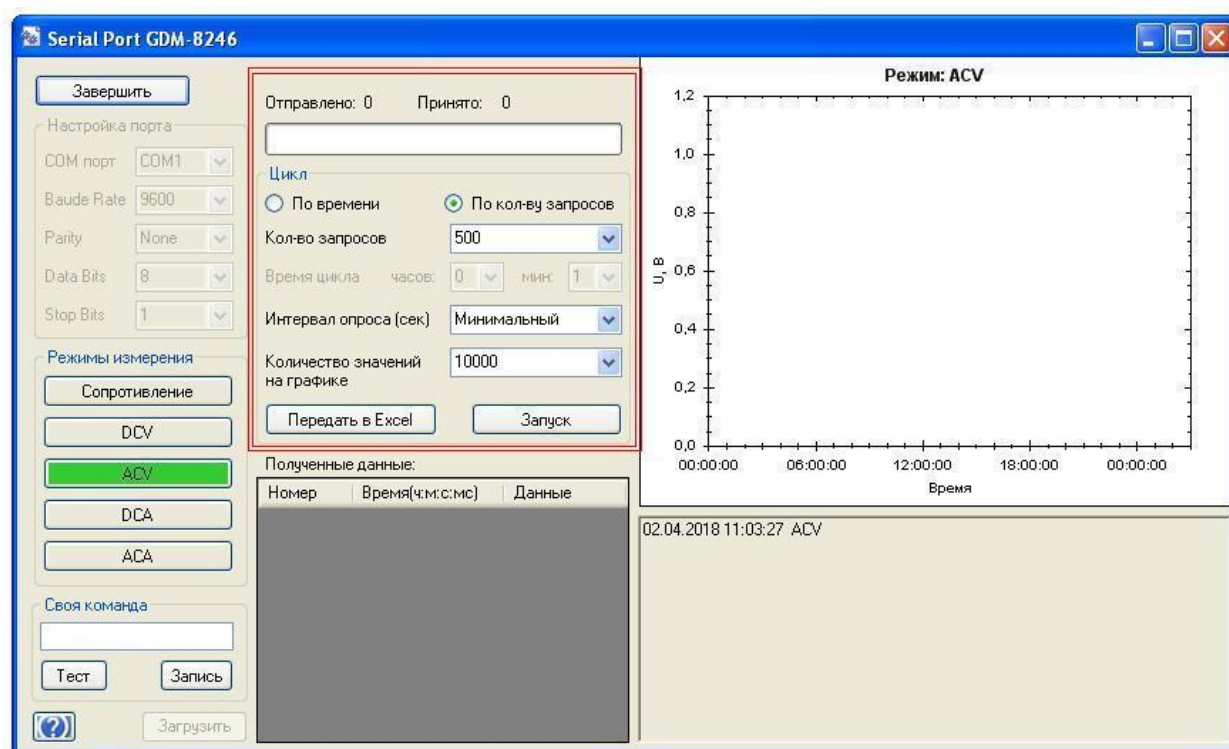 Serial Port GDM-8246
Завершить
Настройка порта
COM порт COM1
Baude Rate 9600
Parity None
Data Bits 8
Stop Bits 1
Режимы измерения
Сопротивление
DCV
ACV
DCA
ACA
Своя команда
Тест Запись
Загрузить
Отправлено: 0 Принято: 0
Цикл
По времени По кол-ву запросов
Кол-во запросов 500
Время цикла часов: 0 мин: 1
Интервал опроса (сек) Минимальный
Количество значений 10000
на графике
Передать в Excel Запуск
Полученные данные:
Номер Время(ч:м:с:мс) Данные
Режим: ACV
1,2
1,0
0,8
0,6
0,4
0,2
0,0
U, В
00:00:00 06:00:00 12:00:00 18:00:00 00:00:00
Время
02.04.2018 11:03:27 ACV